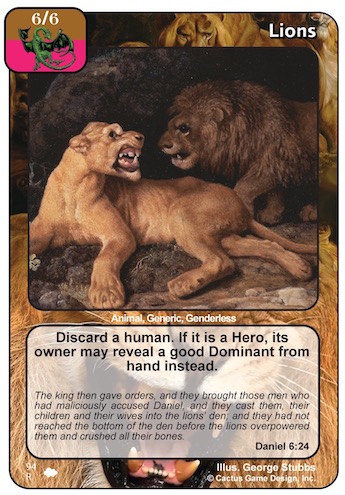 6/6
Lions
Animal, Generic, Genderless
Discard a human. If it is a Hero, its
owner may reveal a good Dominant from
hand instead.
The king then gave orders, and they brought those men who
had maliciously accused Daniel, and they cast them, their
children and their wives into the lions' den; and they had not
reached the bottom of the den before the lions overpowered
them and crushed all their bones.
Daniel 6:24
94
R
Illus. George Stubbs
© Cactus Game Design, Inc.